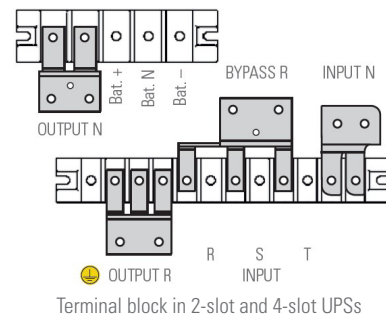 Bat. +
Bat. N
Bat. –
BYPASS R
INPUT N
OUTPUT N
R S T
OUTPUT R INPUT
Terminal block in 2-slot and 4-slot UPSs